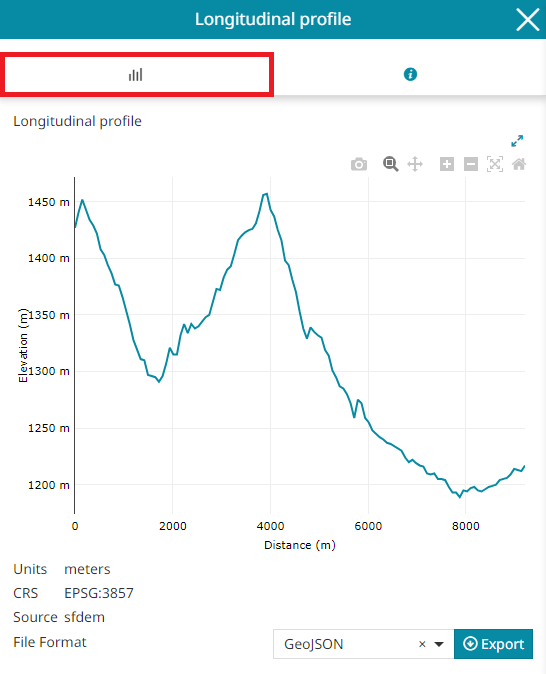 Longitudinal profile
Longitudinal profile
1450 m
1400 m
1350 m
1300 m
1250 m
1200 m
Elevation (m)
0 2000 4000 6000 8000
Distance (m)
Units meters
CRS EPSG:3857
Source sfdem
File Format GeoJSON × Export